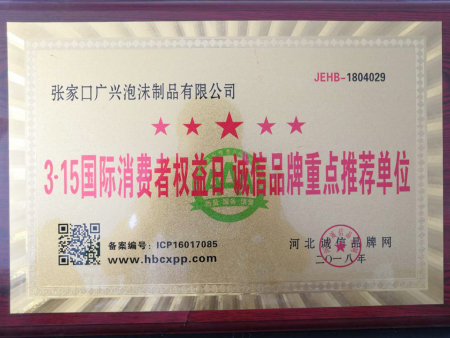 JEHB-1804029
张家口广兴泡沫制品有限公司
3-15国际消费者权益日 诚信品牌重点推荐单位
备案编号：ICP16017085
www.hbcxpp.com
河北诚信品牌网
二〇一八年